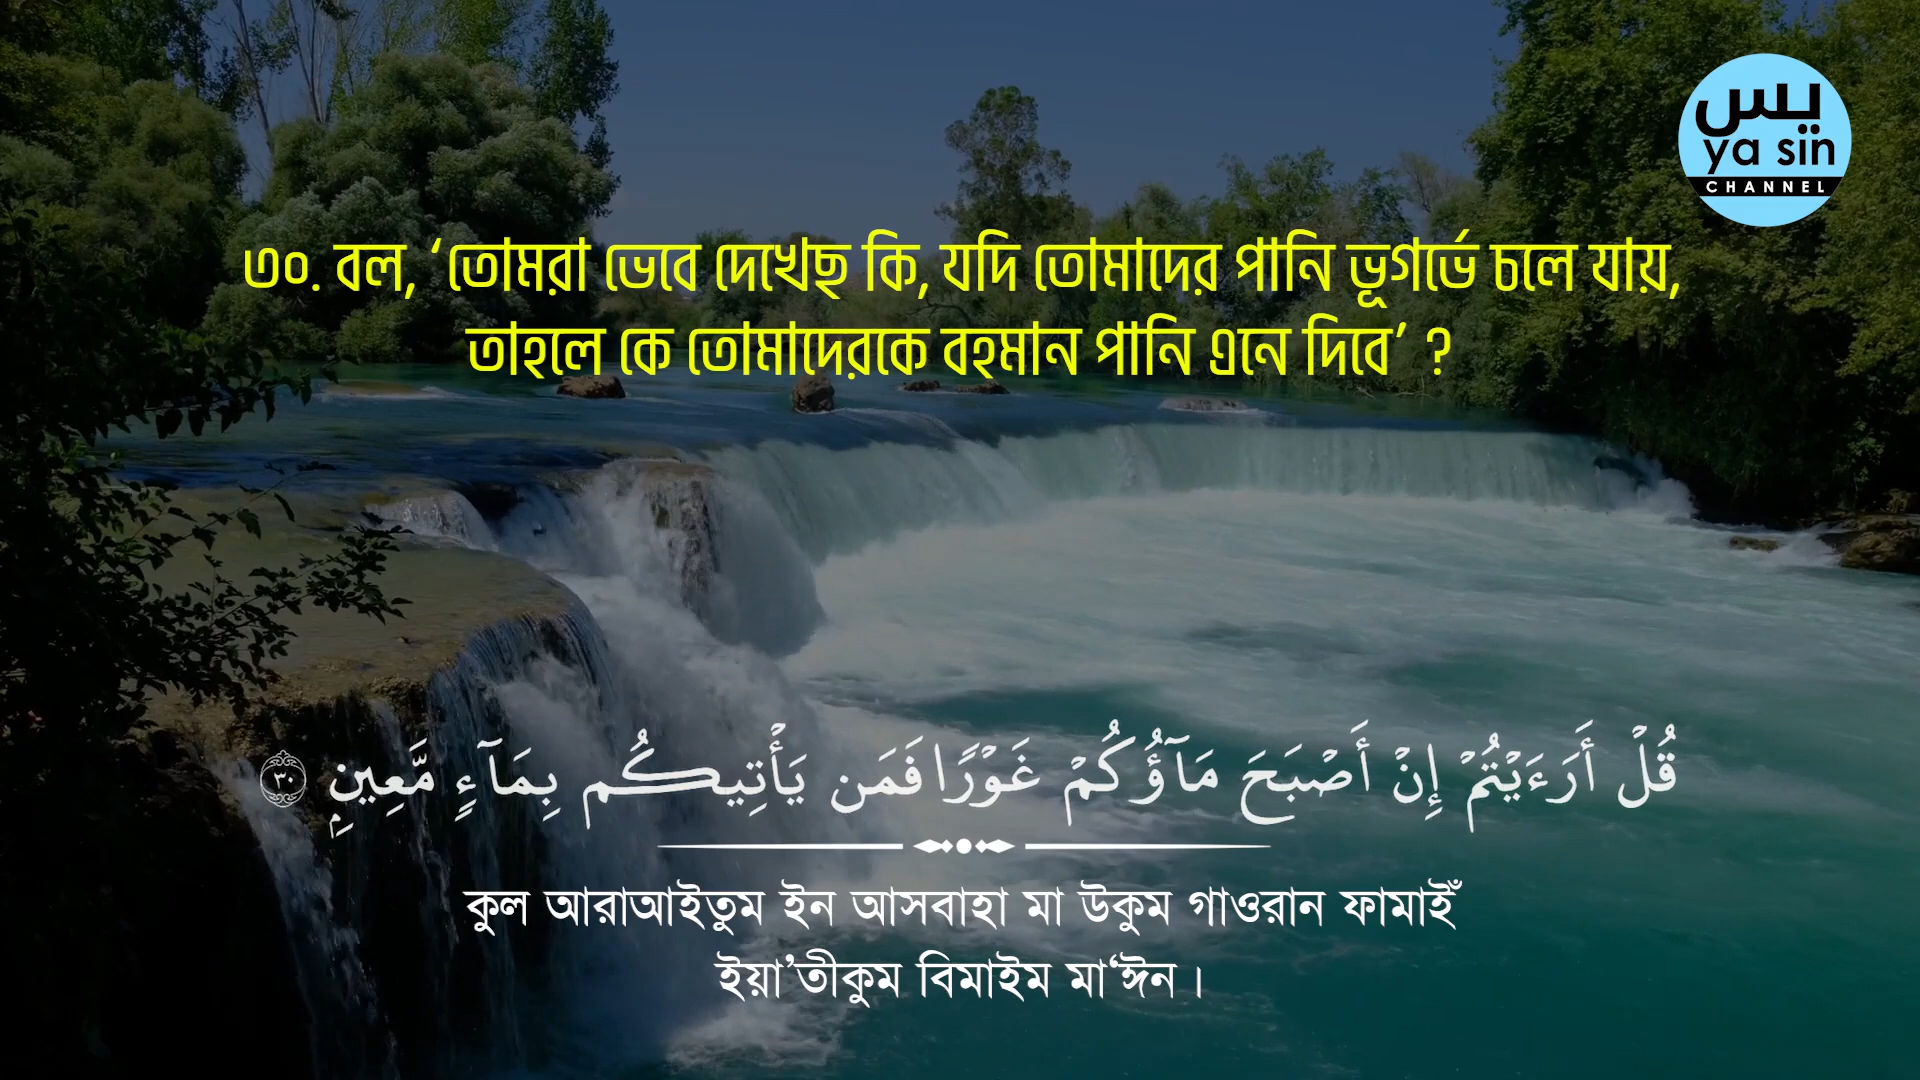 يس
ya sin
CHANNEL
৩০. বল, ‘তোমরা ভেবে দেখেছ কি, যদি তোমাদের পানি ভূগর্ভে চলে যায়,
তাহলে কে তোমাদেরকে বহমান পানি এনে দিবে’ ?
قُلْ أَرَءَيْتُمْ إِنْ أَصْبَحَ مَآؤُكُمْ غَوْرًا فَمَن يَأْتِيكُم بِمَآءٍ مَّعِينٍۭ ٣٠
কুল আরাআইতুম ইন আসবাহা মা উকুম গাওরান ফামাইঁ
ইয়া’তীকুম বিমাইম মা‘ঈন।